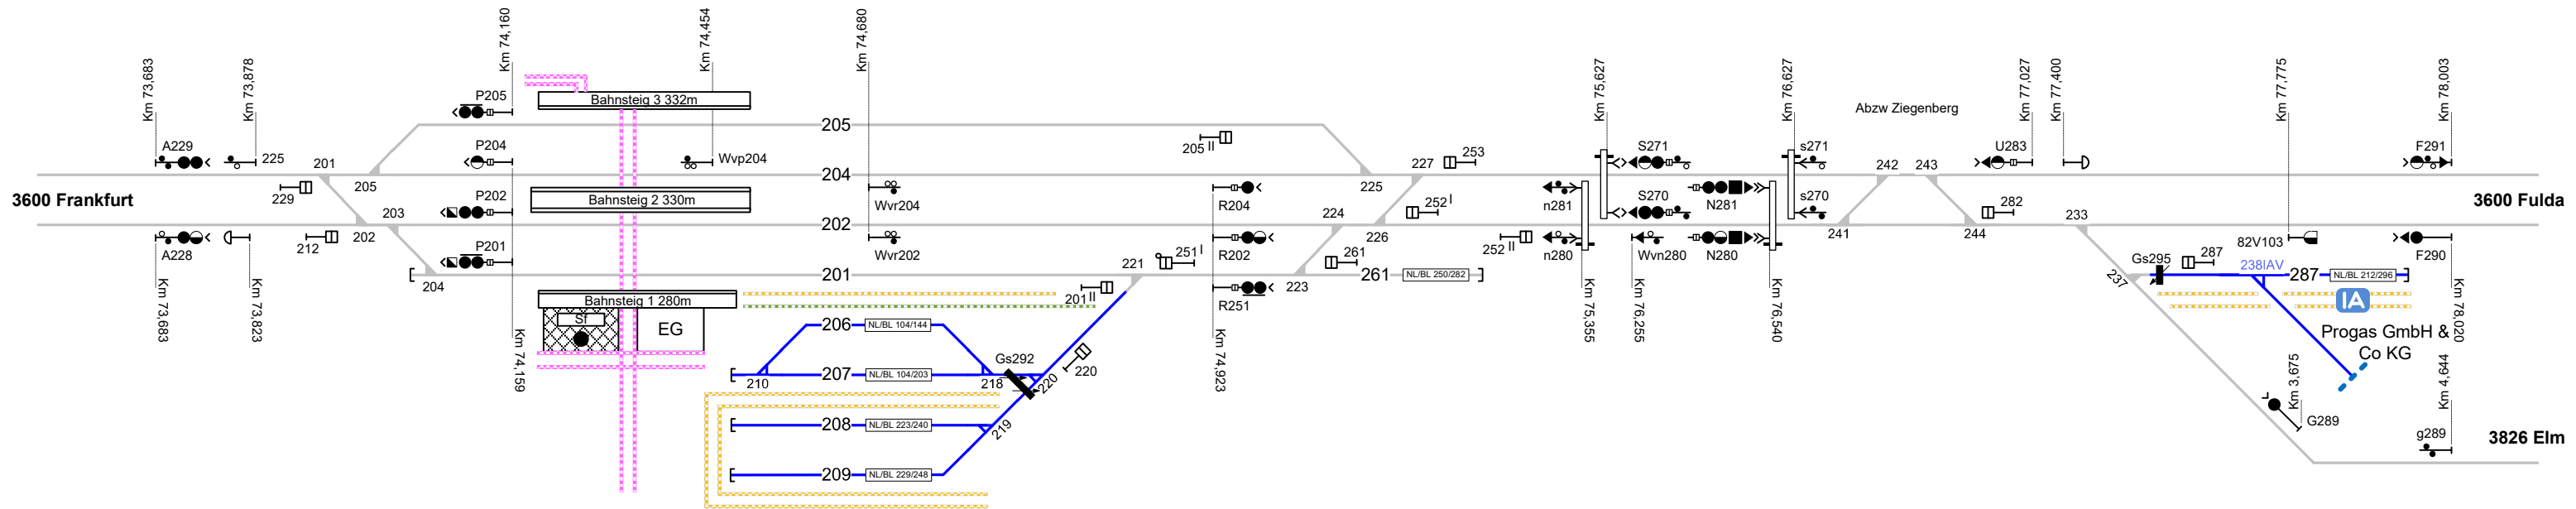 Km 73,683
Km 73,878
Km 74,160
Km 74,454
Km 74,680
Km 75,627
Km 76,627
Km 77,027
Km 77,400
Km 77,775
Km 78,003
P205
Bahnsteig 3 332m
Abzw Ziegenberg
205
205 II
A229
225
201
P204
Wvp204
227
253
S271
s271
242
243
U283
F291
204
3600 Frankfurt
229
205
P202
Bahnsteig 2 330m
Wvr204
R204
225
252 I
n281
S270
N281
s270
282
3600 Fulda
203
202
224
233
A228
212
202
P201
Wvr202
R202
226
252 II
n280
Wvn280
N280
241
244
82V103
F290
251 I
261
221
Gs295
287
238IAV
204
201
261
NL/BL 250/282
287
NL/BL 212/296
237
223
Bahnsteig 1 280m
201 II
R251
IA
Sf
EG
206
NL/BL 104/144
Progas GmbH &
Co KG
Gs292
220
207
NL/BL 104/203
210
218
220
208
NL/BL 223/240
219
G289
g289
3826 Elm
209
NL/BL 229/248
Km 73,683
Km 73,823
Km 74,159
Km 74,923
Km 75,355
Km 76,255
Km 76,540
Km 3,675
Km 78,020
Km 4,644